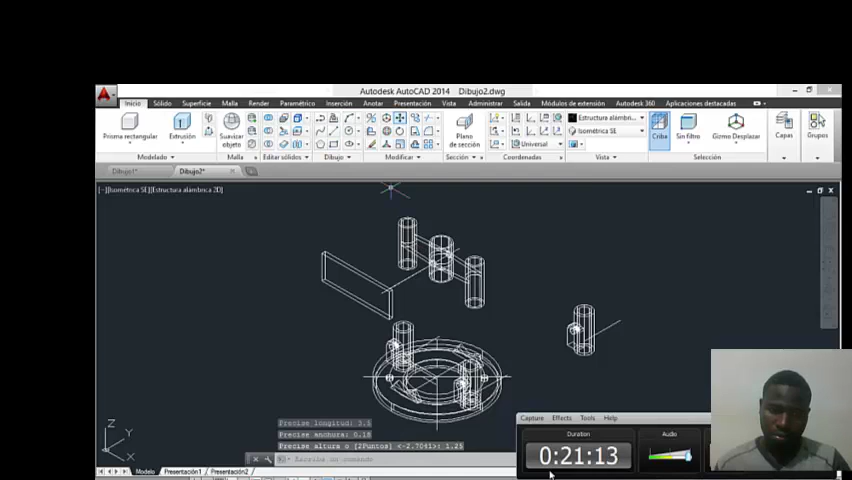 Autodesk AutoCAD 2014 Dibujo2.dwg
Inicio Sólido Superficie Malla Render Paramétrico Inserción Anotar Presentación Vista Administrar Salida Módulos de extensión Autodesk 360 Aplicaciones destacadas
Prisma rectangular
Extrusión
Suavizar objeto
Plano de sección
Universal
Estructura alámbr...
Isométrica SE
Criba
Sin filtro
Gizmo Desplazar
Capas
Grupos
Modelado Malla Editar sólidos Dibujo Modificar Sección Coordenadas Vista Selección
Dibujo1* Dibujo2*
[−][Isométrica SE][Estructura alámbrica 2D]
Z
Y
X
Precise longitud: 3.5
Precise anchura: 0.18
Precise altura o [2Puntos] <-2.7041>: 1.25
Escriba un comando
Modelo Presentación1 Presentación2
Capture Effects Tools Help
Duration
0:21:13
Audio